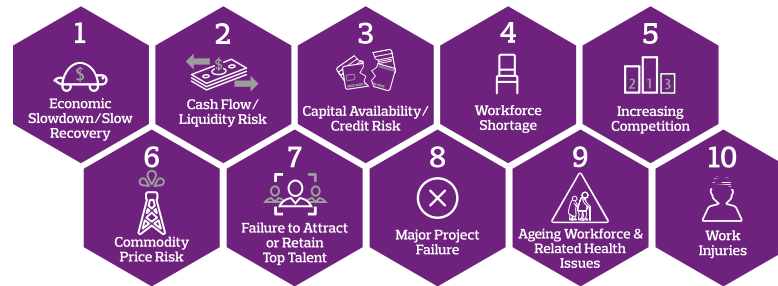 1
$
Economic
Slowdown/Slow
Recovery
2
$
Cash Flow/
Liquidity Risk
3
Capital Availability/
Credit Risk
4
Workforce
Shortage
5
2 1 3
Increasing
Competition
6
Commodity
Price Risk
7
Failure to Attract
or Retain
Top Talent
8
Major Project
Failure
9
Ageing Workforce &
Related Health
Issues
10
Work
Injuries